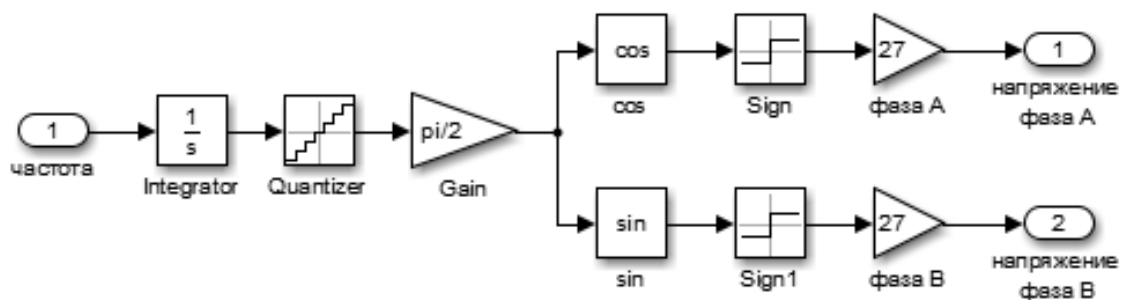 1
частота
1
s
Integrator
Quantizer
pi/2
Gain
cos
cos
Sign
27
фаза А
1
напряжение
фаза А
sin
sin
Sign1
27
фаза В
2
напряжение
фаза В